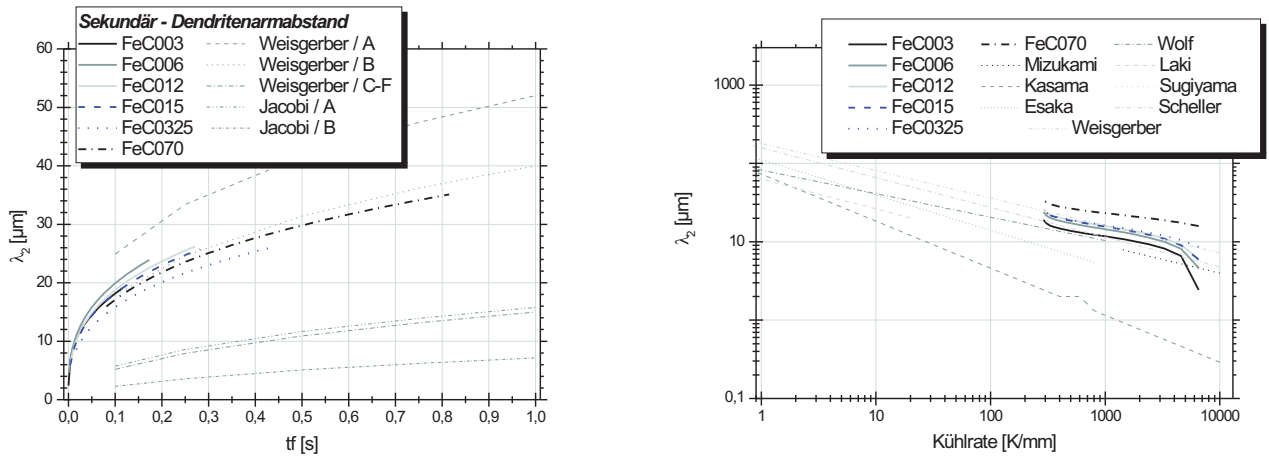 Sekundär - Dendritenarmabstand
FeC003 Weisgerber / A
FeC006 Weisgerber / B
FeC012 Weisgerber / C-F
FeC015 Jacobi / A
FeC0325 Jacobi / B
FeC070
60
50
40
30
20
10
0
λ2 [µm]
0,0 0,1 0,2 0,3 0,4 0,5 0,6 0,7 0,8 0,9 1,0
tf [s]
FeC003 FeC070 Wolf
FeC006 Mizukami Laki
FeC012 Kasama Sugiyama
FeC015 Esaka Scheller
FeC0325 Weisgerber
1000
10
0,1
λ2 [µm]
1 10 100 1000 10000
Kühlrate [K/mm]